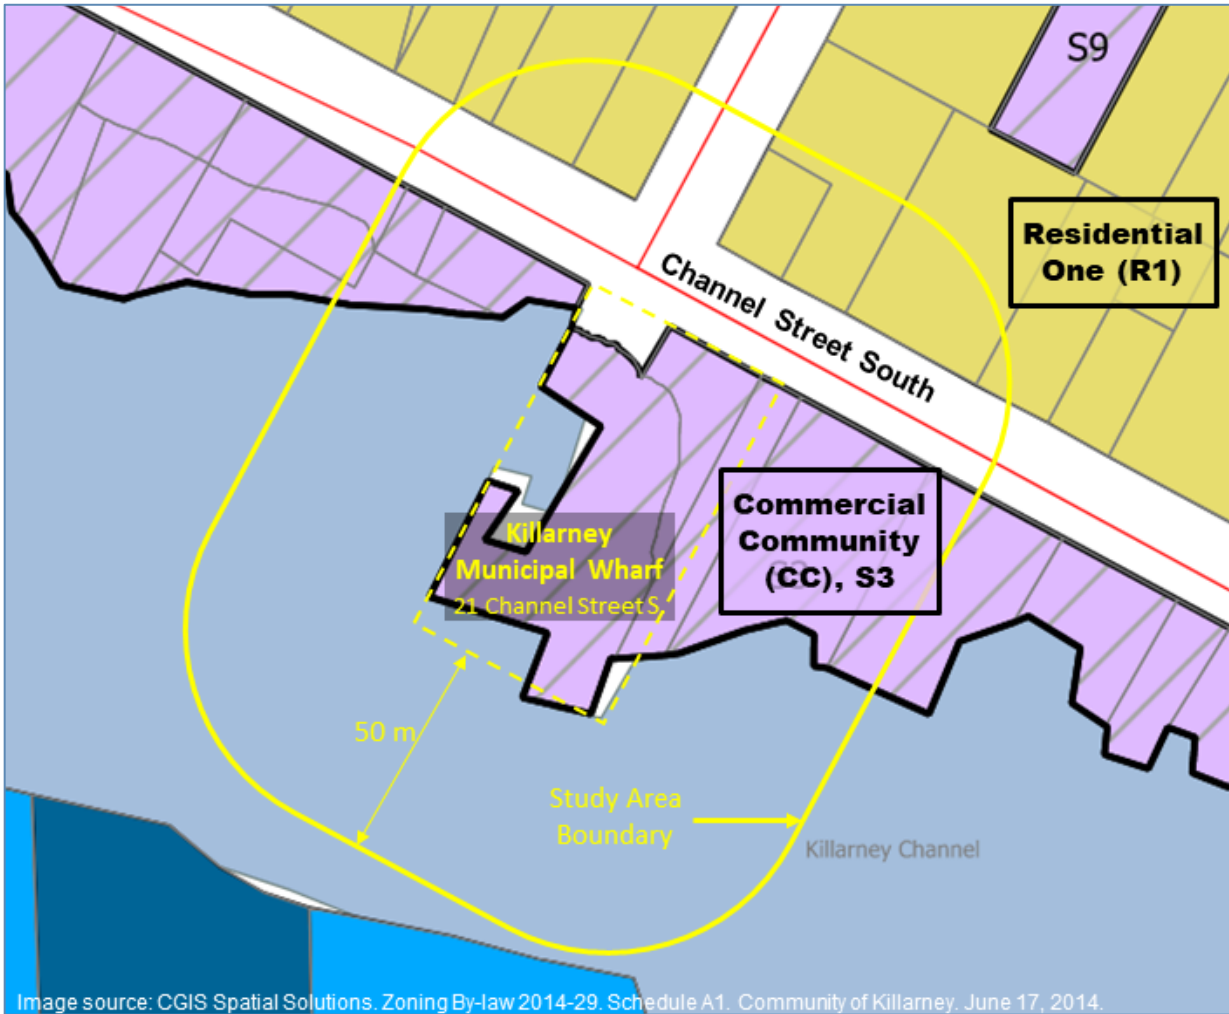 S9
Residential
One (R1)
Channel Street South
Commercial
Community
(CC), S3
Killarney
Municipal Wharf
21 Channel Street S.
50 m
Study Area
Boundary
Killarney Channel
Image source: CGIS Spatial Solutions. Zoning By-law 2014-29. Schedule A1. Community of Killarney. June 17, 2014.